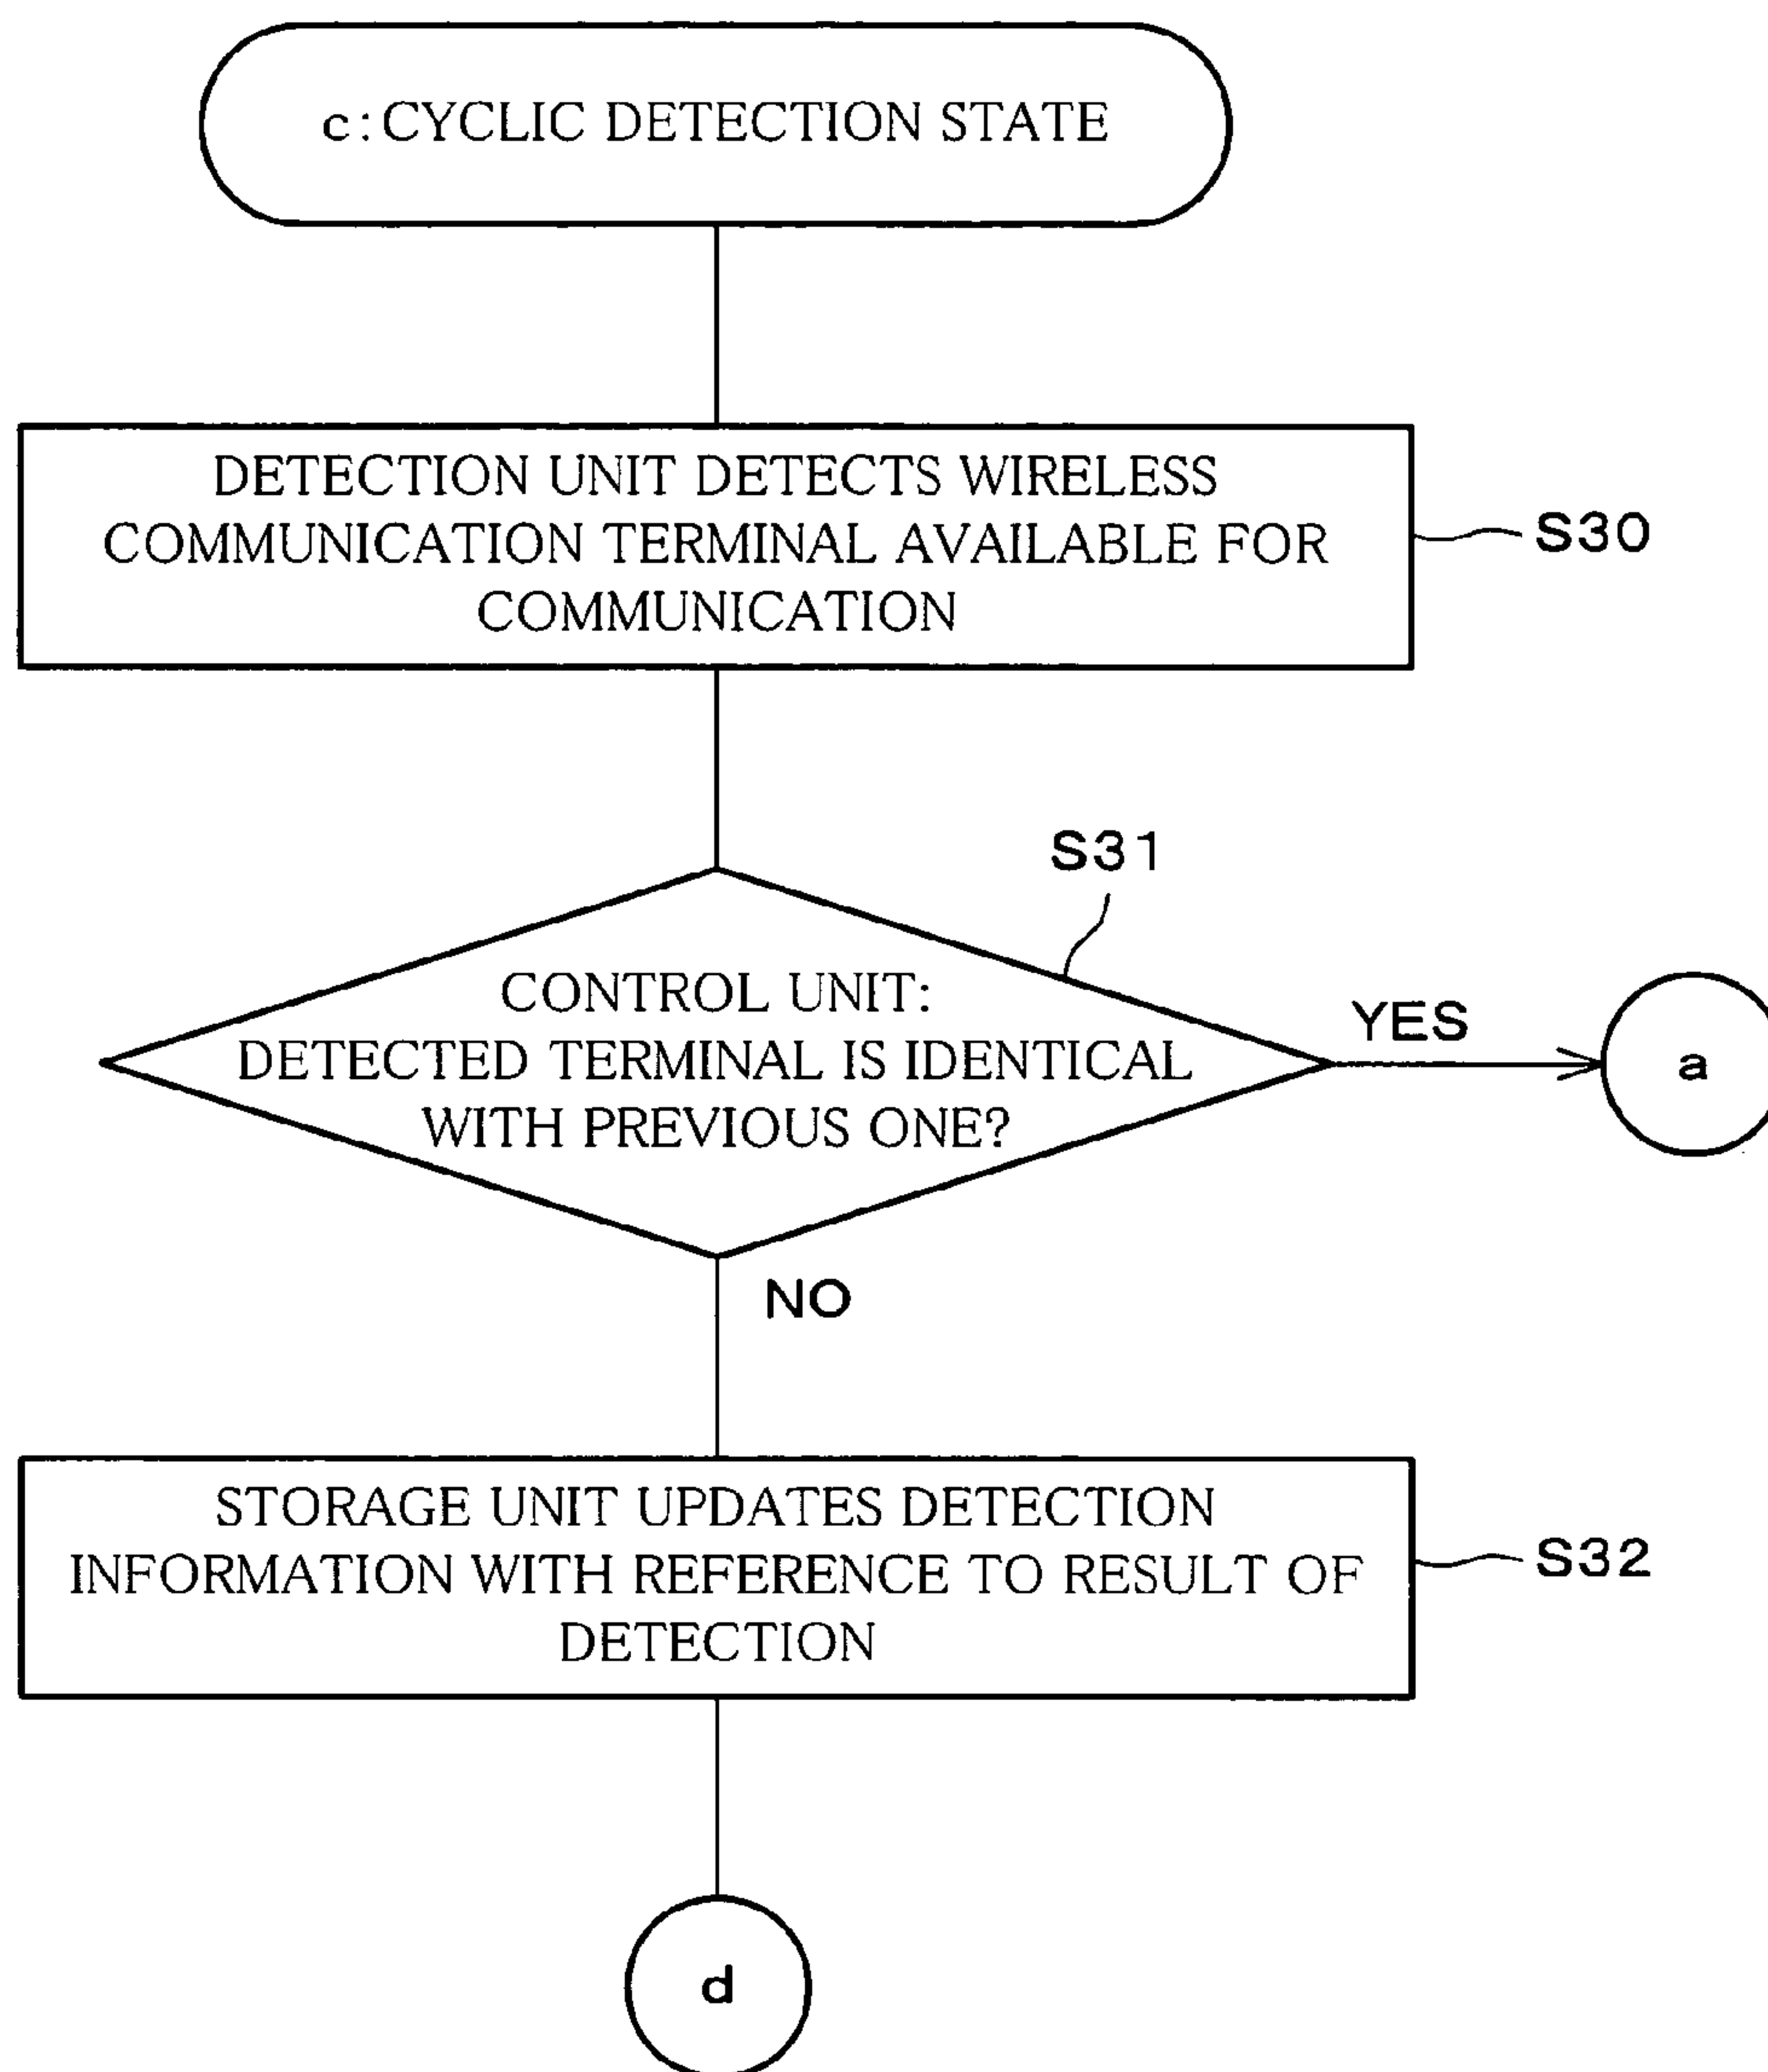 c:CYCLIC DETECTION STATE
DETECTION UNIT DETECTS WIRELESS
COMMUNICATION TERMINAL AVAILABLE FOR
COMMUNICATION
S30
S31
CONTROL UNIT:
DETECTED TERMINAL IS IDENTICAL
WITH PREVIOUS ONE?
YES
a
NO
STORAGE UNIT UPDATES DETECTION
INFORMATION WITH REFERENCE TO RESULT OF
DETECTION
S32
d